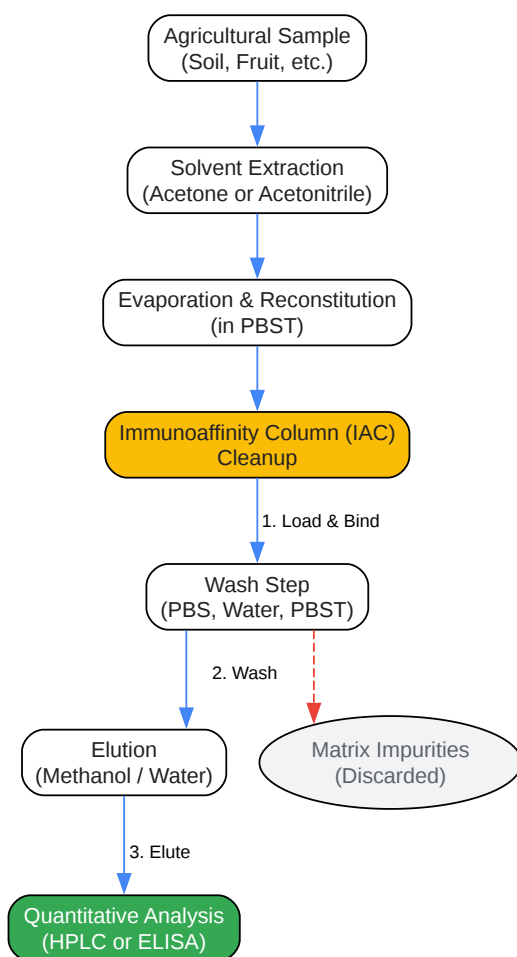 Agricultural Sample
(Soil, Fruit, etc.)
Solvent Extraction
(Acetone or Acetonitrile)
Evaporation & Reconstitution
(in PBST)
Immunoaffinity Column (IAC)
Cleanup
1. Load & Bind
Wash Step
(PBS, Water, PBST)
2. Wash
Elution
(Methanol / Water)
Matrix Impurities
(Discarded)
3. Elute
Quantitative Analysis
(HPLC or ELISA)